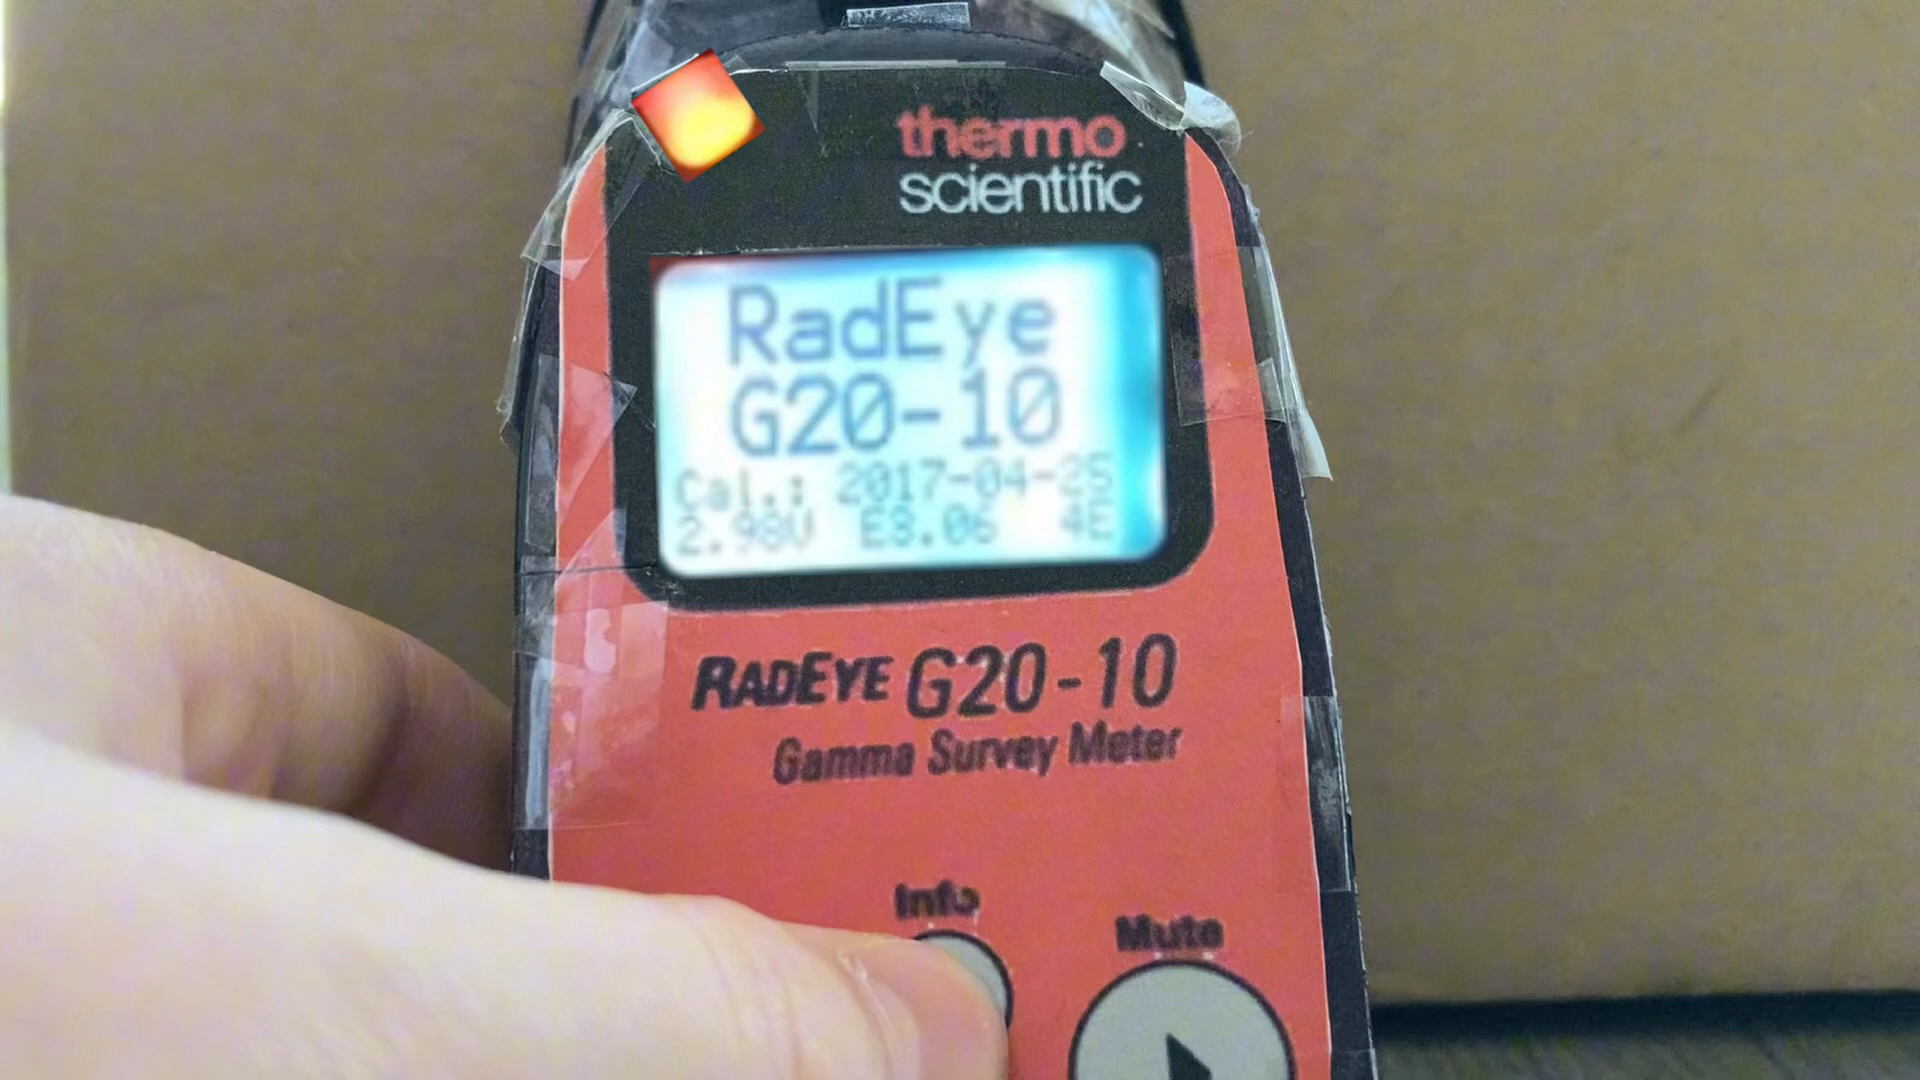 thermo
scientific
RadEye
G20-10
Cal.: 2017-04-25
2.98V E3.06 4E
RADEYE G20-10
Gamma Survey Meter
Info
Mute